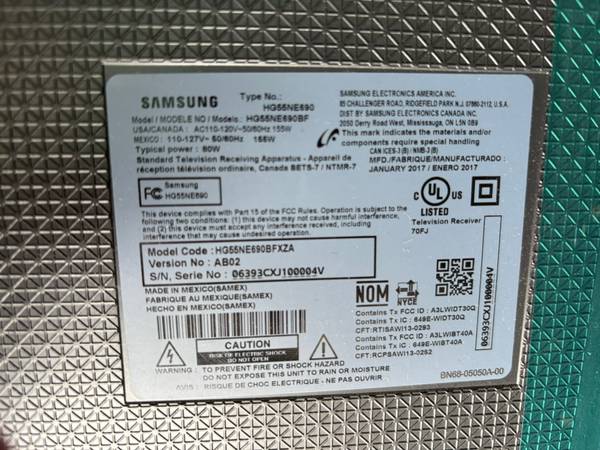 SAMSUNG
Type No.: HG55NE690
Model / MODELE NO / Modelo: HG55NE690BF
USA/CANADA : AC110-120V~50/60Hz 155W
MEXICO : 110-127V~ 50/60Hz 155W
Typical power : 80W
Standard Television Receiving Apparatus - Appareil de
réception télévision ordinaire, Canada BETS-7 / NTMR-7
SAMSUNG ELECTRONICS AMERICA INC.
85 CHALLENGER ROAD, RIDGEFIELD PARK N.J. 07660-2112, U.S.A.
DIST BY SAMSUNG ELECTRONICS CANADA INC.
2050 Derry Road West, Mississauga, Ontario L5N 0B9
This mark indicates the materials and/or
components require special handling
CAN ICES-3 (B) / NMB-3 (B)
MFD./FABRIQUE/MANUFACTURADO :
JANUARY 2017 / ENERO 2017
FC Samsung
HG55NE690
C UL US
LISTED
Television Receiver
70FJ
This device complies with Part 15 of the FCC Rules. Operation is subject to the
following two conditions: (1) this device may not cause harmful interference,
and (2) this device must accept any interference received, including
interference that may cause undesired operation.
Model Code : HG55NE690BFXZA
Version No : AB02
S/N, Serie No : 06393CXJ100004V
MADE IN MEXICO(SAMEX)
FABRIQUE AU MEXIQUE(SAMEX)
HECHO EN MEXICO(SAMEX)
NOM
NYCE
06393CXJ100004V
Contains Tx FCC ID : A3LWIDT30Q
Contains Tx IC : 649E-WIDT30Q
CFT:RTISAWI13-0293
Contains Tx FCC ID : A3LWIBT40A
Contains Tx IC : 649E-WIBT40A
CFT:RCPSAWI13-0252
CAUTION
RISK OF ELECTRIC SHOCK
DO NOT OPEN
WARNING : TO PREVENT FIRE OR SHOCK HAZARD
DO NOT EXPOSE THIS UNIT TO RAIN OR MOISTURE
AVIS : RISQUE DE CHOC ELECTRIQUE - NE PAS OUVRIR
BN68-05050A-00